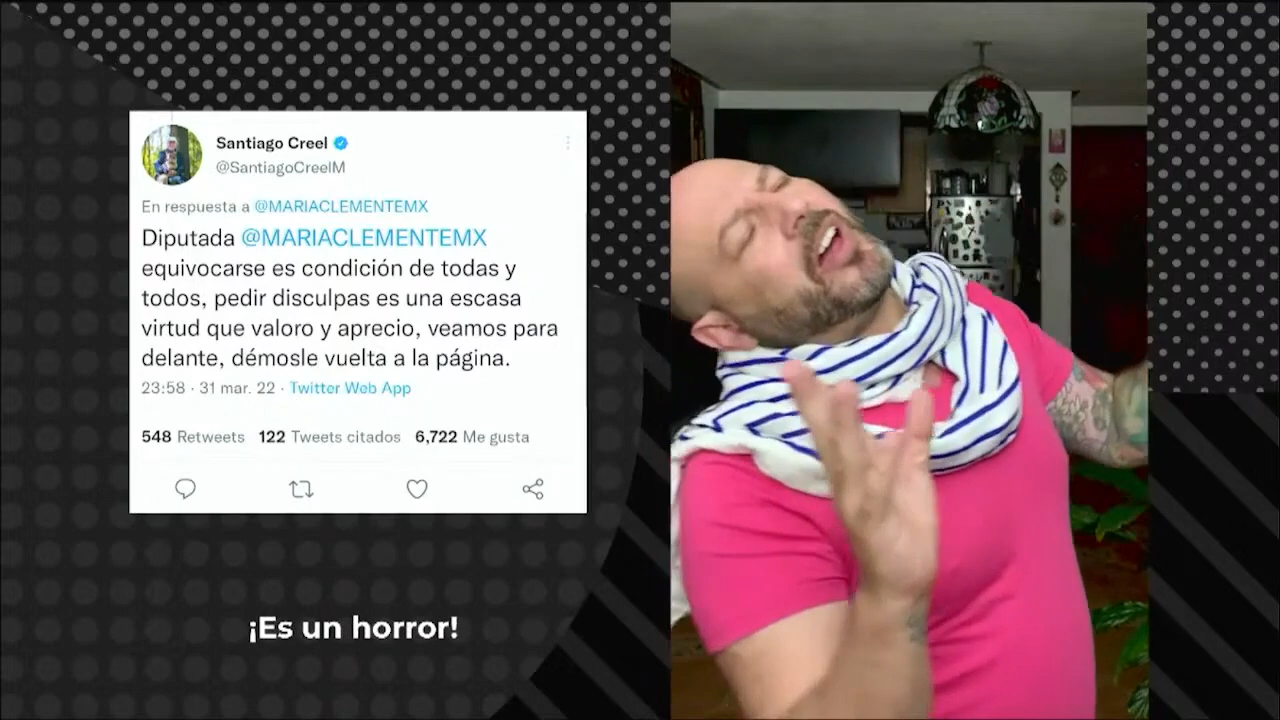 Santiago Creel
@SantiagoCreelM
En respuesta a @MARIACLEMENTEMX
Diputada @MARIACLEMENTEMX
equivocarse es condición de todas y
todos, pedir disculpas es una escasa
virtud que valoro y aprecio, veamos para
delante, démosle vuelta a la página.
23:58 · 31 mar. 22 · Twitter Web App
548 Retweets 122 Tweets citados 6,722 Me gusta
¡Es un horror!